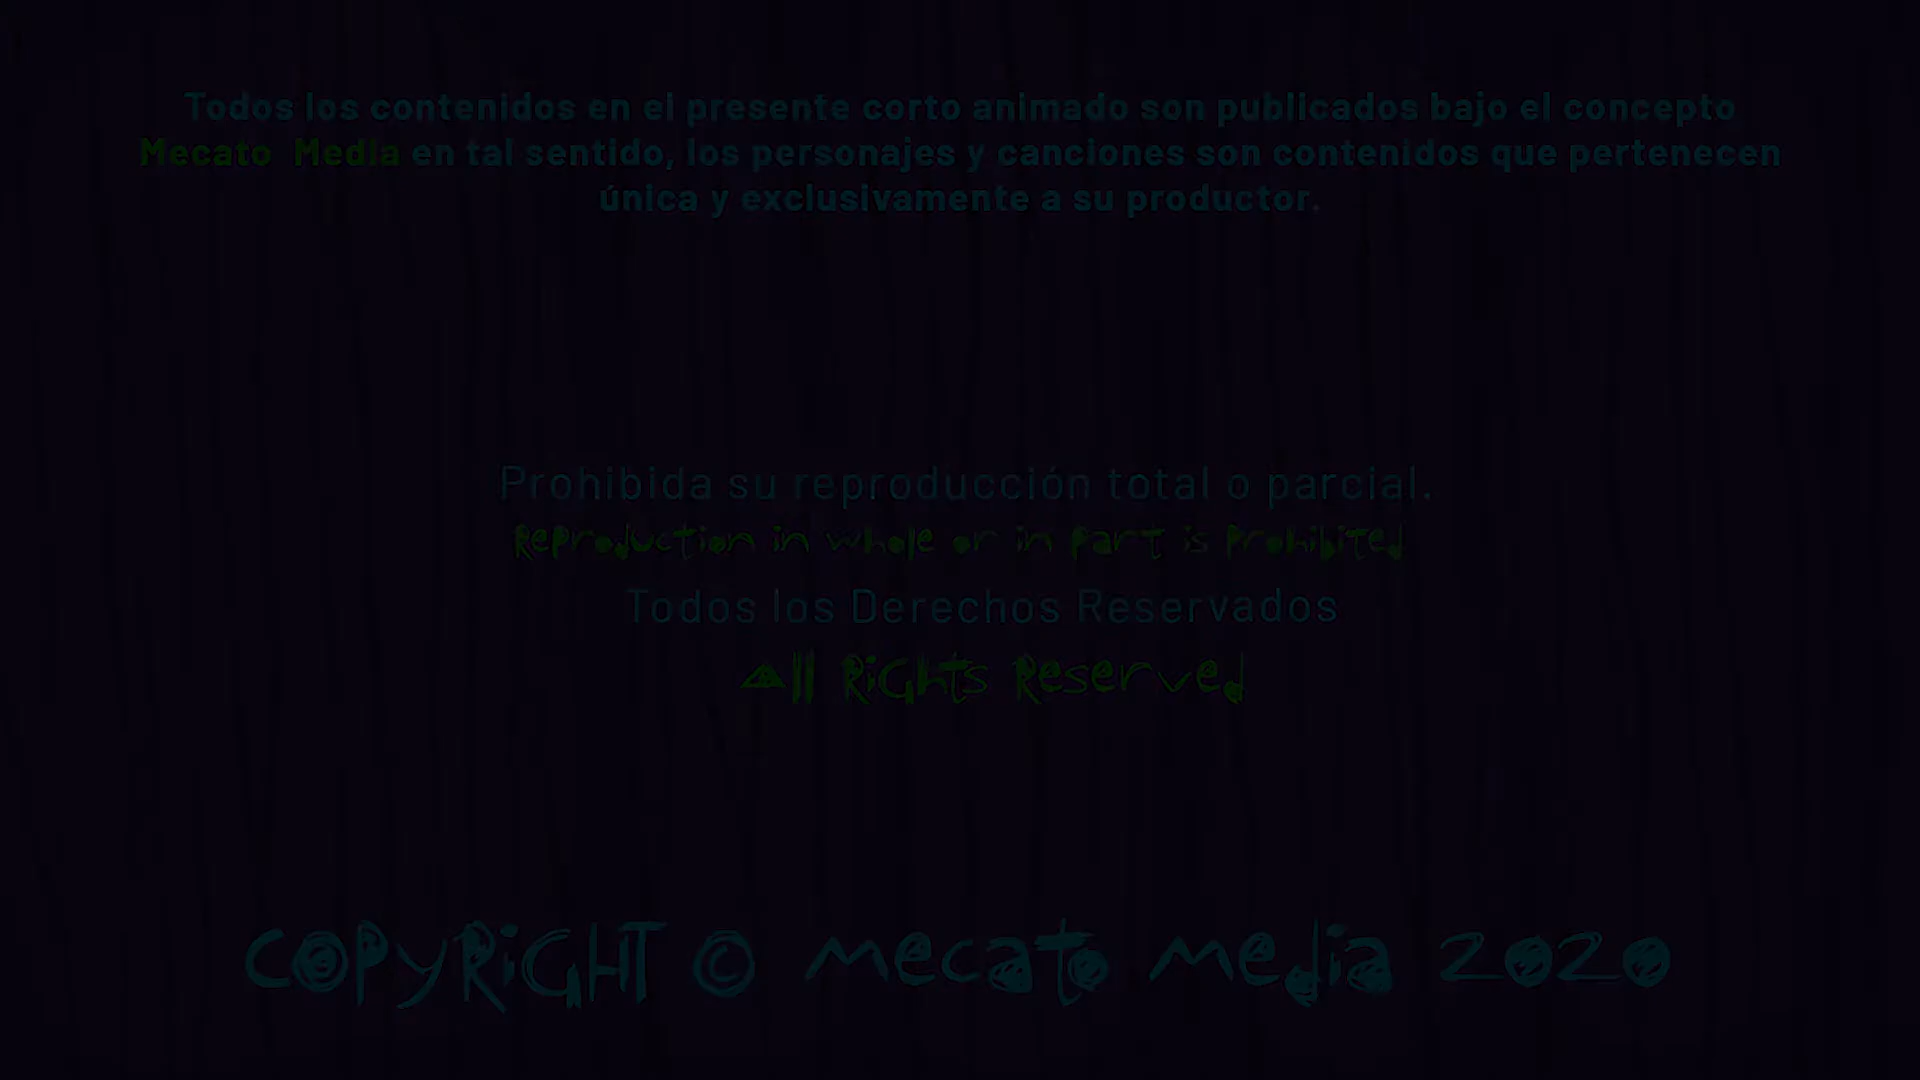 Todos los contenidos en el presente corto animado son publicados bajo el concepto
Mecato Media en tal sentido, los personajes y canciones son contenidos que pertenecen
única y exclusivamente a su productor.
Prohibida su reproducción total o parcial.
Reproduction in whole or in part is prohibited
Todos los Derechos Reservados
All Rights Reserved
COPYRiGHT © mecato media 2020